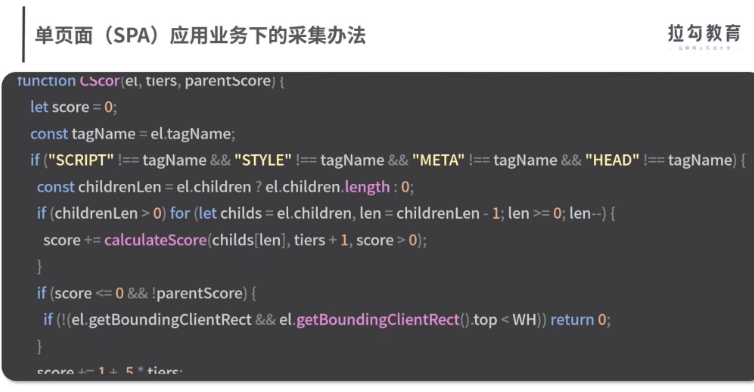 单页面（SPA）应用业务下的采集办法
拉勾教育
function CScor(el, tiers, parentScore) {
let score = 0;
const tagName = el.tagName;
if ("SCRIPT" !== tagName && "STYLE" !== tagName && "META" !== tagName && "HEAD" !== tagName) {
const childrenLen = el.children ? el.children.length : 0;
if (childrenLen > 0) for (let childs = el.children, len = childrenLen - 1; len >= 0; len--) {
score += calculateScore(childs[len], tiers + 1, score > 0);
}
if (score <= 0 && !parentScore) {
if (!(el.getBoundingClientRect && el.getBoundingClientRect().top < WH)) return 0;
}
score += 1 + .5 * tiers;